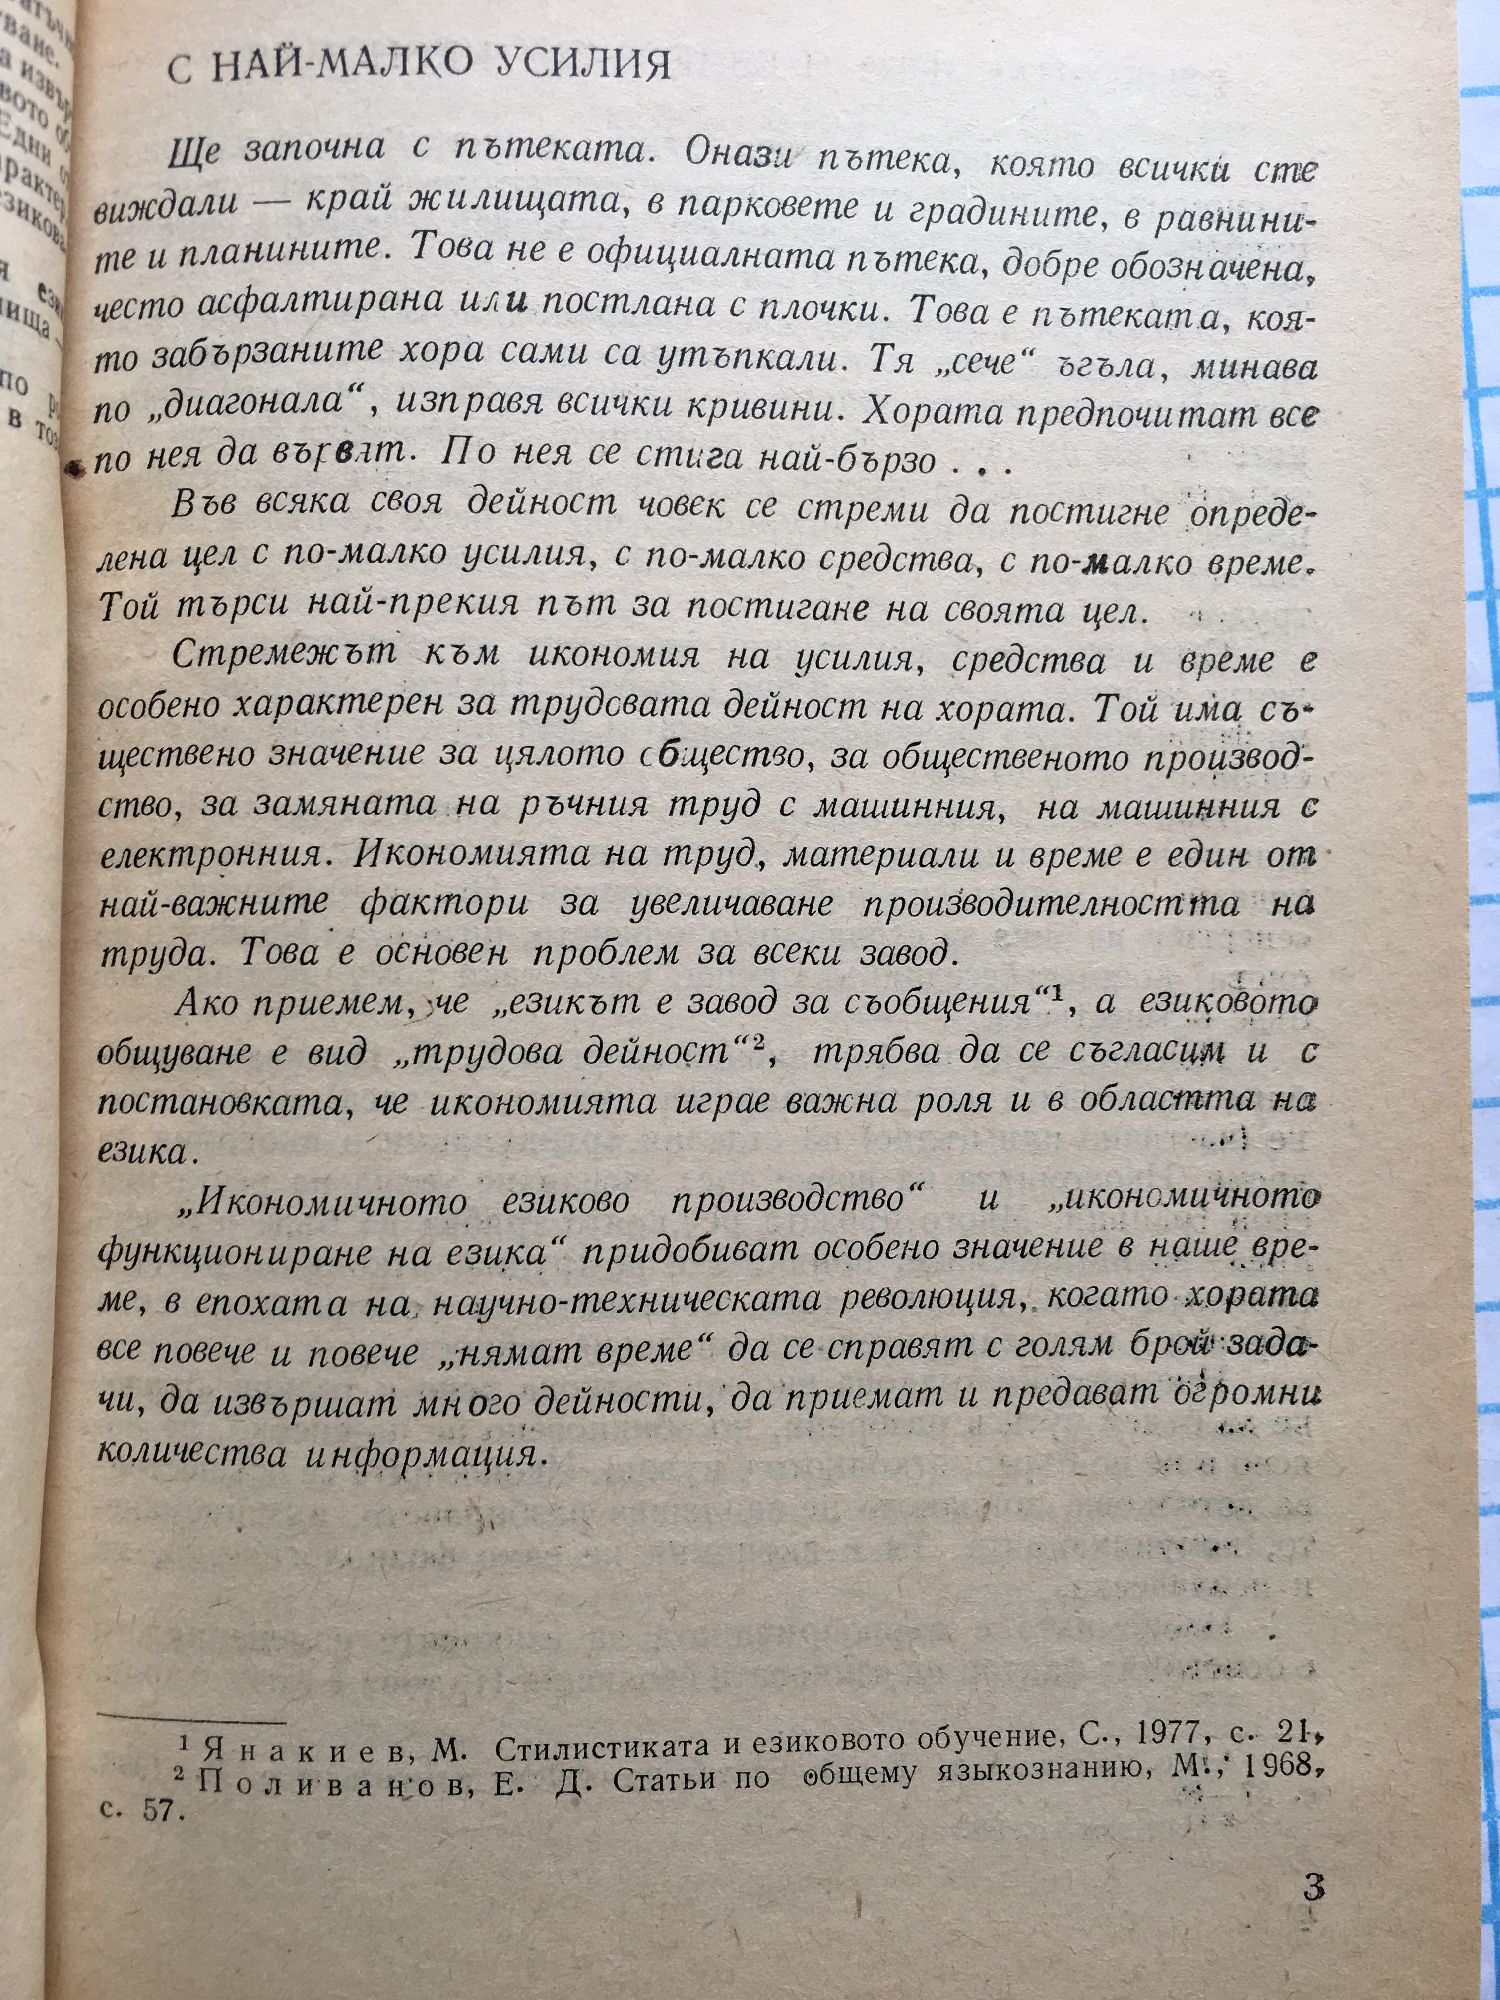 С НАЙ-МАЛКО УСИЛИЯ
Ще започна с пътеката. Онази пътека, която всички сте
виждали — край жилищата, в парковете и градините, в равнини-
те и планините. Това не е официалната пътека, добре обозначена,
често асфалтирана или постлана с плочки. Това е пътеката, коя-
то забързаните хора сами са утъпкали. Тя „сече“ ъгъла, минава
по „диагонала“, изправя всички кривини. Хората предпочитат все
по нея да вървят. По нея се стига най-бързо . . .
Във всяка своя дейност човек се стреми да постигне опреде-
лена цел с по-малко усилия, с по-малко средства, с по-малко време.
Той търси най-прекия път за постигане на своята цел.
Стремежът към икономия на усилия, средства и време е
особено характерен за трудовата дейност на хората. Той има съ-
ществено значение за цялото общество, за общественото производ-
ство, за замяната на ръчния труд с машинния, на машинния с
електронния. Икономията на труд, материали и време е един от
най-важните фактори за увеличаване производителността на
труда. Това е основен проблем за всеки завод.
Ако приемем, че „езикът е завод за съобщения“¹, а езиковото
общуване е вид „трудова дейност“², трябва да се съгласим и с
постановката, че икономията играе важна роля и в областта на
езика.
„Икономичното езиково производство“ и „икономичното
функциониране на езика“ придобиват особено значение в наше вре-
ме, в епохата на научно-техническата революция, когато хората
все повече и повече „нямат време“ да се справят с голям брой зада-
чи, да извършат много дейности, да приемат и предават огромни
количества информация.
¹ Янакиев, М. Стилистиката и езиковото обучение, С., 1977, с. 21,
² Поливанов, Е. Д. Статьи по общему языкознанию, М., 1968,
с. 57.
3